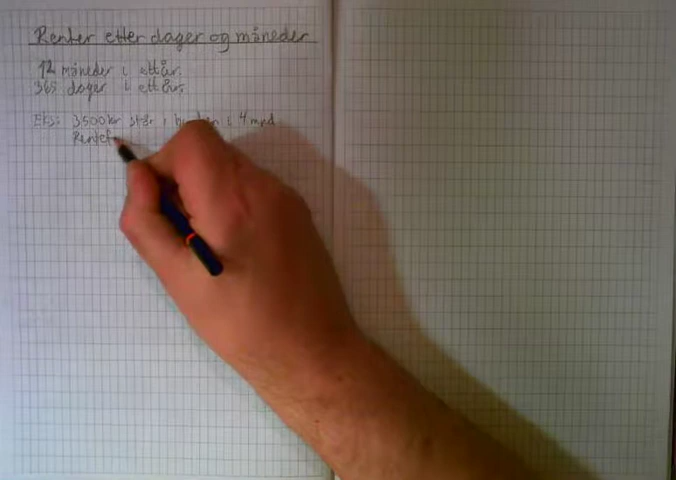 Renter etter dager og måneder
12 måneder i ett år.
365 dager i ett år.
Eks: 3500kr står i banken i 4 mnd
Rentef